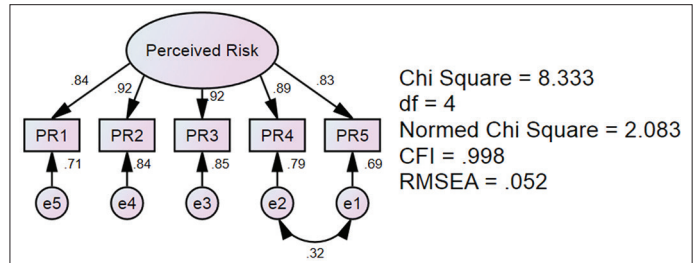 Perceived Risk
.84
.92
.92
.89
.83
PR1
PR2
PR3
PR4
PR5
.71
.84
.85
.79
.69
e5
e4
e3
e2
e1
.32
Chi Square = 8.333
df = 4
Normed Chi Square = 2.083
CFI = .998
RMSEA = .052